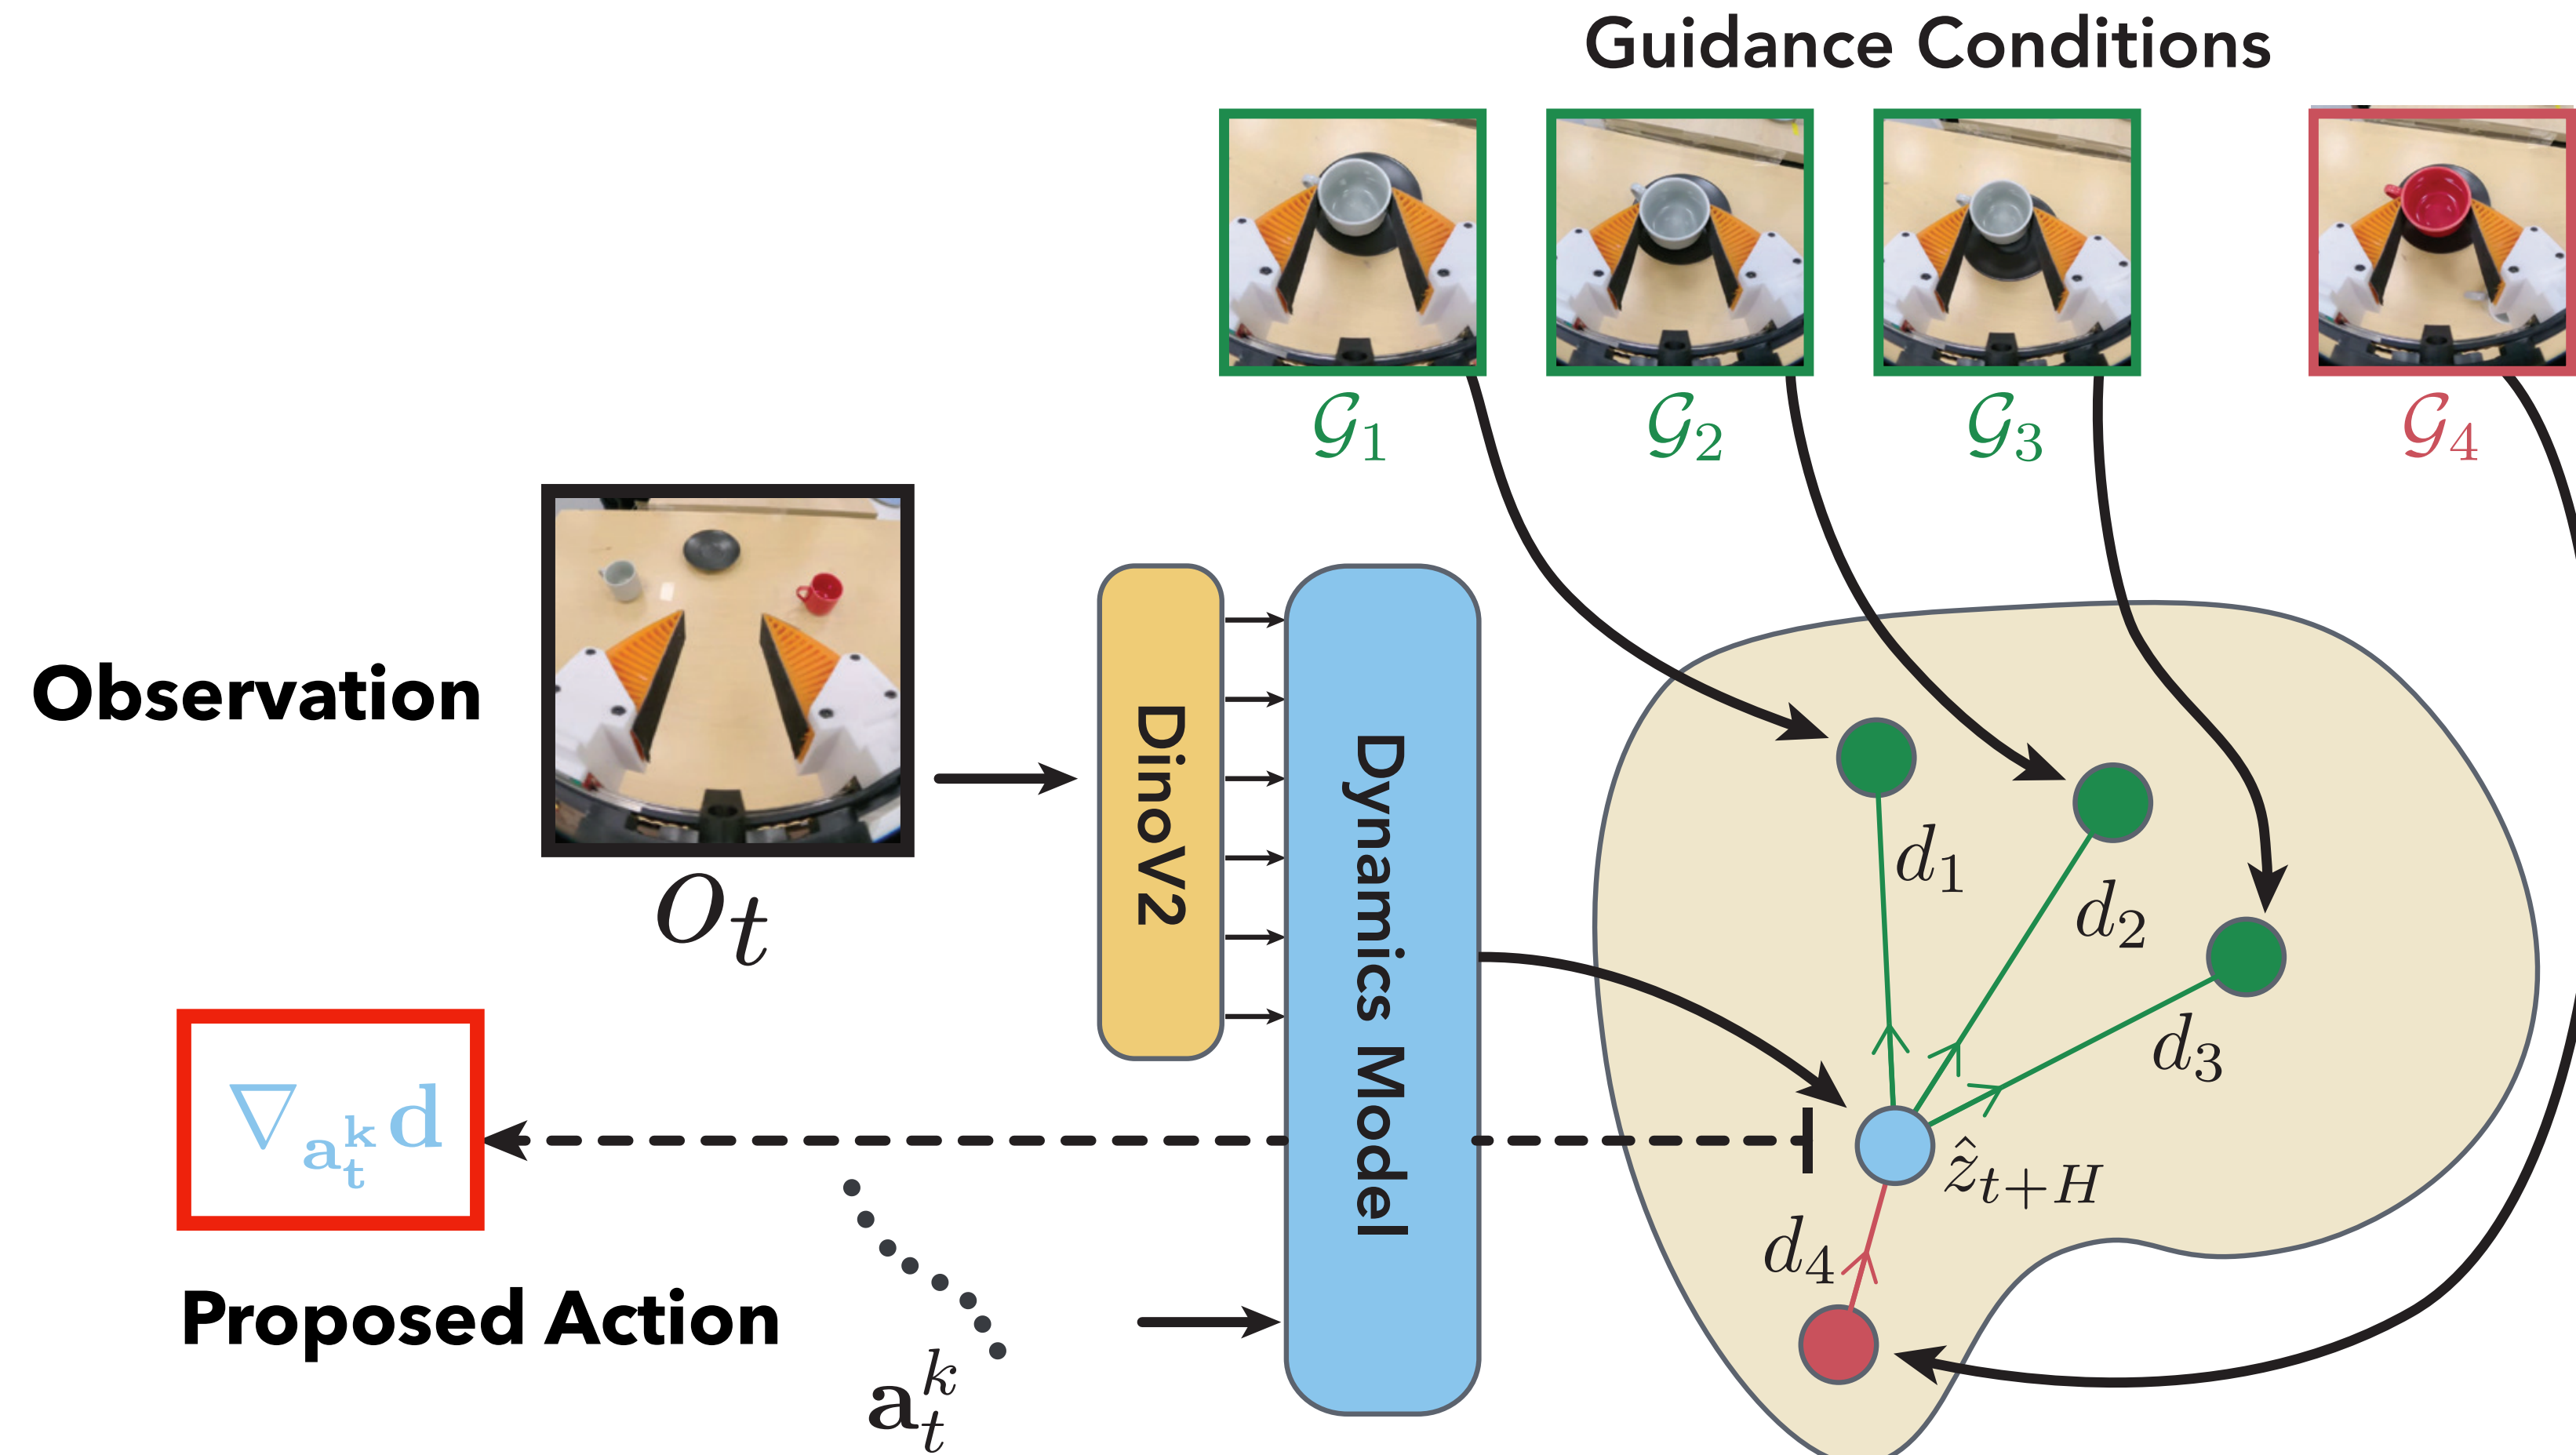 Guidance Conditions
𝒢₁ 𝒢₂ 𝒢₃ 𝒢₄
Observation
o_t
DinoV2
Dynamics Model
d₁
d₂
d₃
ẑ_{t+H}
d₄
∇_{a_t^k} d
Proposed Action
a_t^k